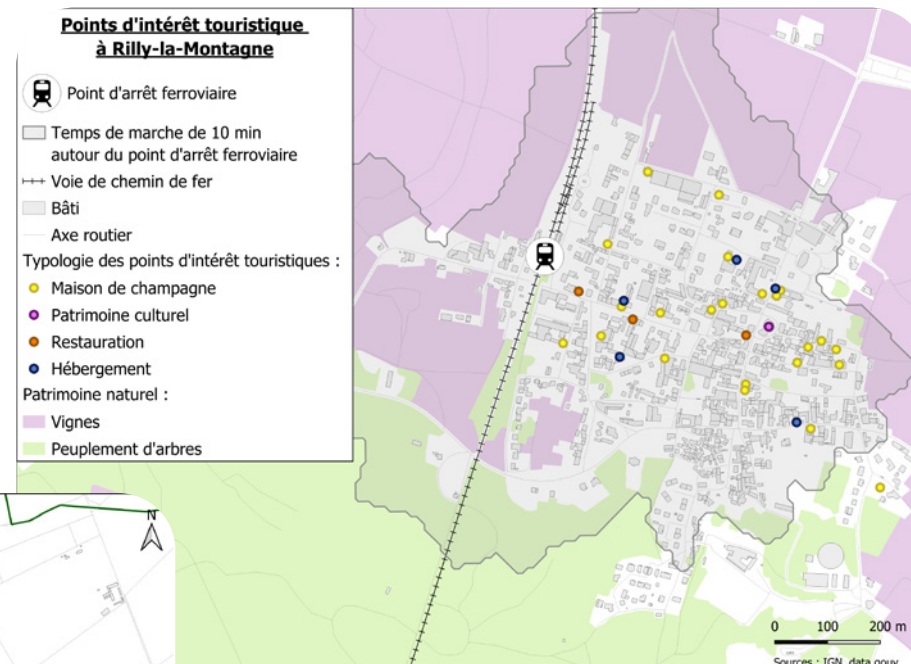 Points d'intérêt touristique
à Rilly-la-Montagne
Point d'arrêt ferroviaire
Temps de marche de 10 min
autour du point d'arrêt ferroviaire
Voie de chemin de fer
Bâti
Axe routier
Typologie des points d'intérêt touristiques :
Maison de champagne
Patrimoine culturel
Restauration
Hébergement
Patrimoine naturel :
Vignes
Peuplement d'arbres
N
0 100 200 m
Sources : IGN, data.gouv